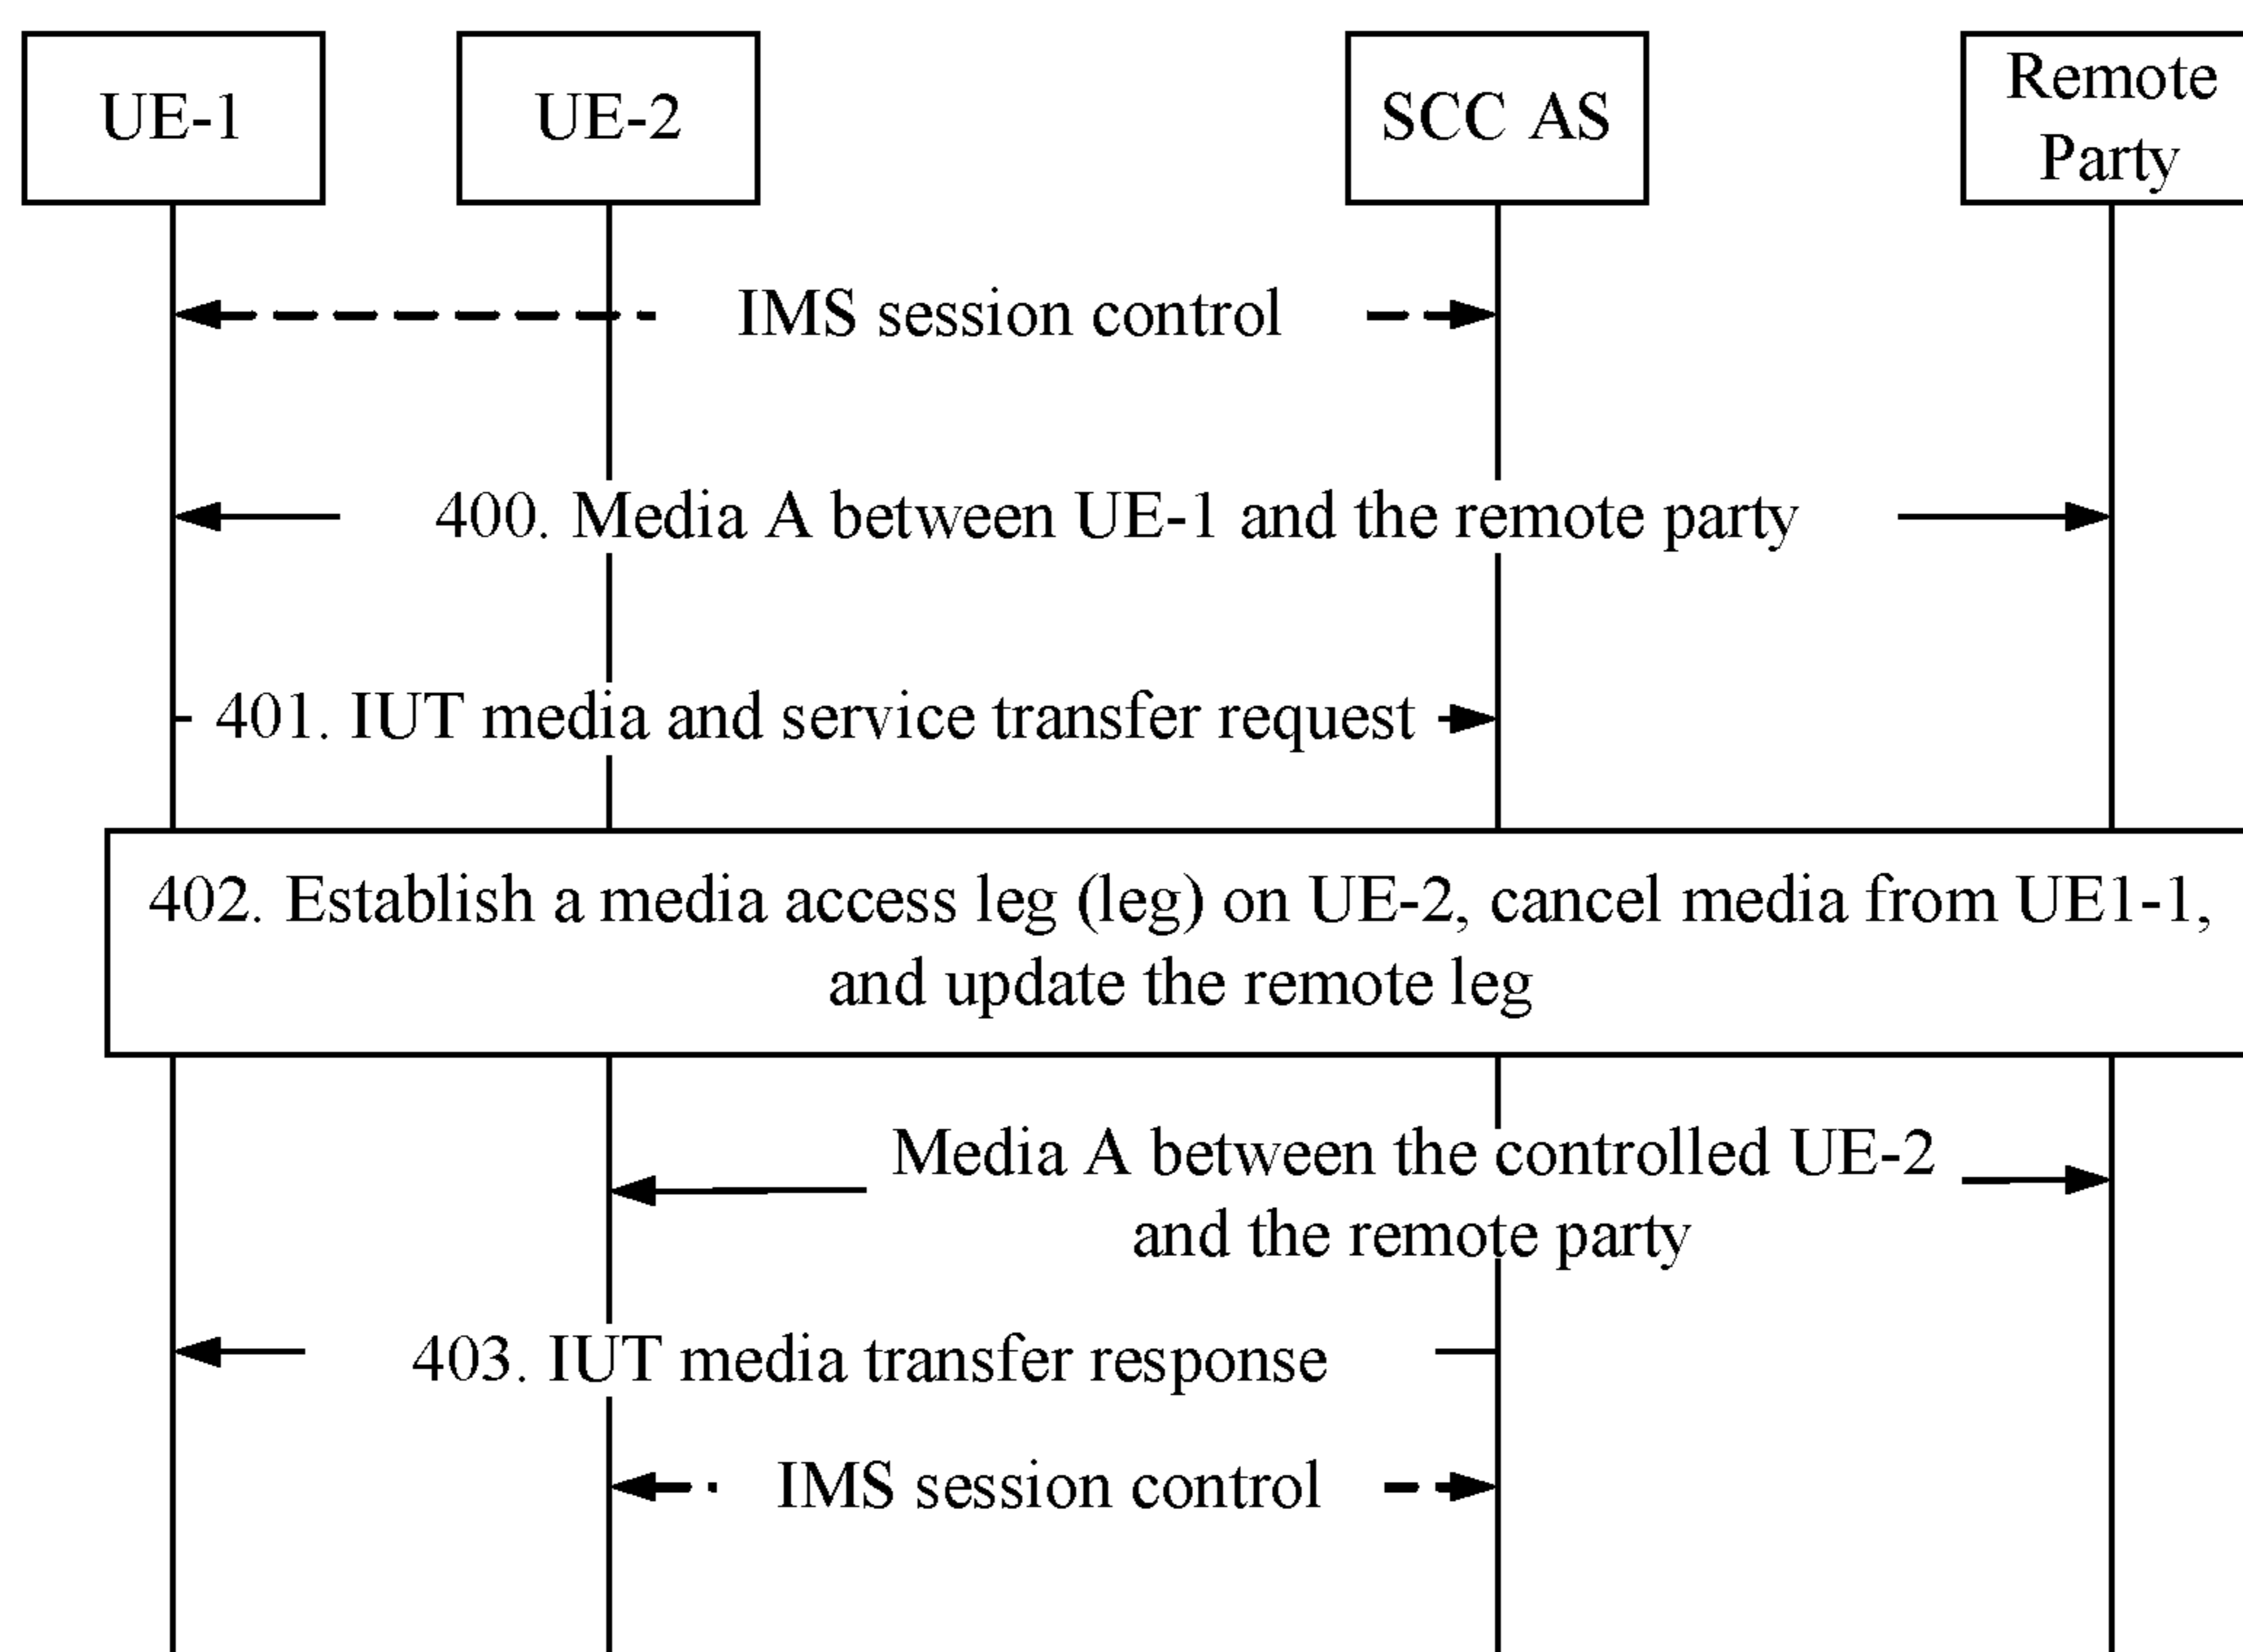 UE-1
UE-2
SCC AS
Remote
Party
IMS session control
400. Media A between UE-1 and the remote party
401. IUT media and service transfer request
402. Establish a media access leg (leg) on UE-2, cancel media from UE1-1,
and update the remote leg
Media A between the controlled UE-2
and the remote party
403. IUT media transfer response
IMS session control